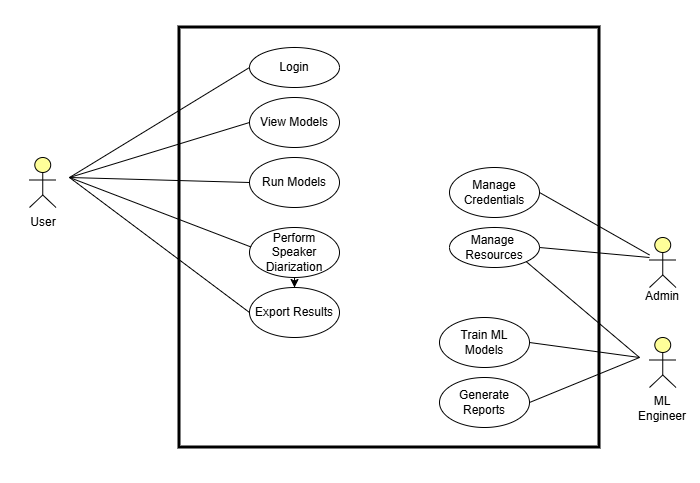 Login
View Models
Run Models
Perform
Speaker
Diarization
Export Results
User
Manage
Credentials
Manage
Resources
Train ML
Models
Generate
Reports
Admin
ML
Engineer